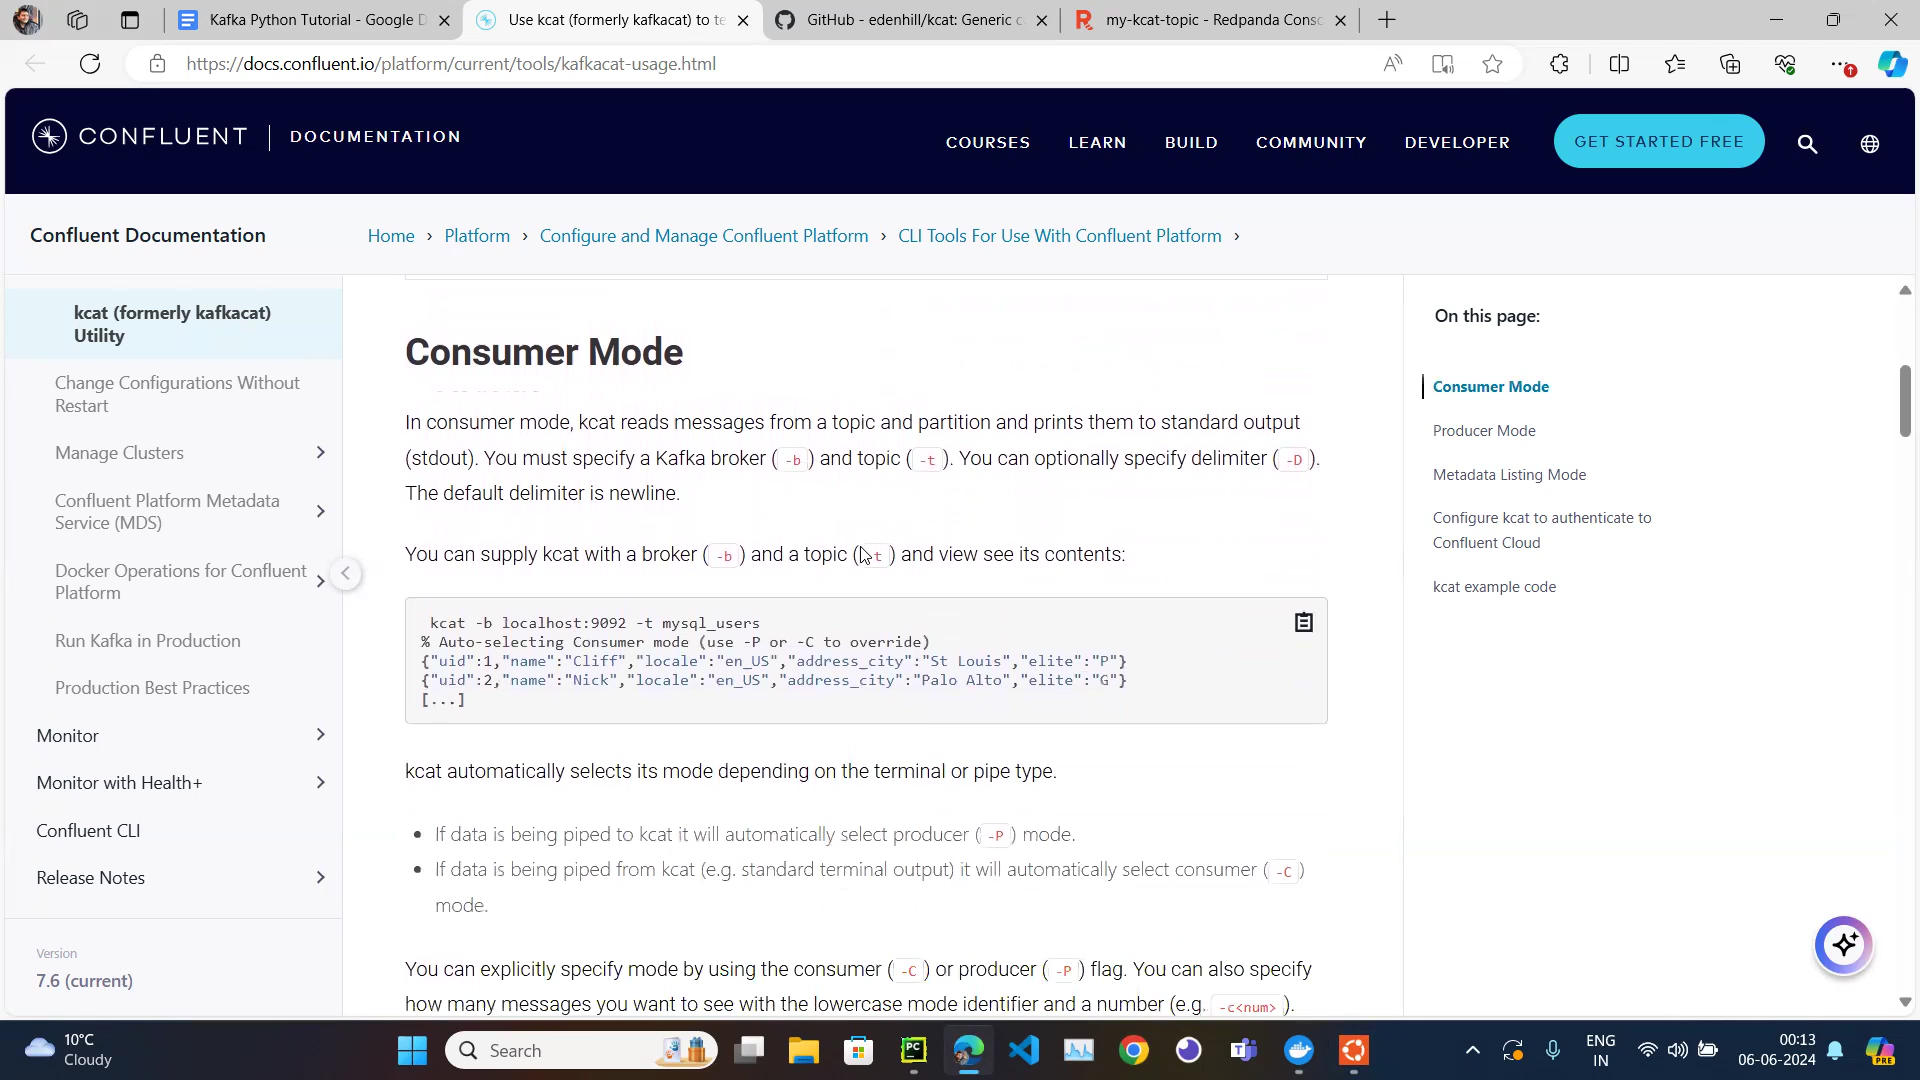 Kafka Python Tutorial - Google D
Use kcat (formerly kafkacat) to te
GitHub - edenhill/kcat: Generic c
my-kcat-topic - Redpanda Consc
https://docs.confluent.io/platform/current/tools/kafkacat-usage.html
CONFLUENT | DOCUMENTATION
COURSES
LEARN
BUILD
COMMUNITY
DEVELOPER
GET STARTED FREE
Confluent Documentation
Home › Platform › Configure and Manage Confluent Platform › CLI Tools For Use With Confluent Platform ›
kcat (formerly kafkacat)
Utility
Change Configurations Without
Restart
Manage Clusters
Confluent Platform Metadata
Service (MDS)
Docker Operations for Confluent
Platform
Run Kafka in Production
Production Best Practices
Monitor
Monitor with Health+
Confluent CLI
Release Notes
Version
7.6 (current)
Consumer Mode
In consumer mode, kcat reads messages from a topic and partition and prints them to standard output
(stdout). You must specify a Kafka broker (-b) and topic (-t). You can optionally specify delimiter (-D).
The default delimiter is newline.
You can supply kcat with a broker (-b) and a topic (-t) and view see its contents:
kcat -b localhost:9092 -t mysql_users
% Auto-selecting Consumer mode (use -P or -C to override)
{"uid":1,"name":"Cliff","locale":"en_US","address_city":"St Louis","elite":"P"}
{"uid":2,"name":"Nick","locale":"en_US","address_city":"Palo Alto","elite":"G"}
[...]
kcat automatically selects its mode depending on the terminal or pipe type.
• If data is being piped to kcat it will automatically select producer (-P) mode.
• If data is being piped from kcat (e.g. standard terminal output) it will automatically select consumer (-C)
mode.
You can explicitly specify mode by using the consumer (-C) or producer (-P) flag. You can also specify
how many messages you want to see with the lowercase mode identifier and a number (e.g. -c<num>).
On this page:
Consumer Mode
Producer Mode
Metadata Listing Mode
Configure kcat to authenticate to
Confluent Cloud
kcat example code
10°C
Cloudy
Search
ENG
IN
00:13
06-06-2024